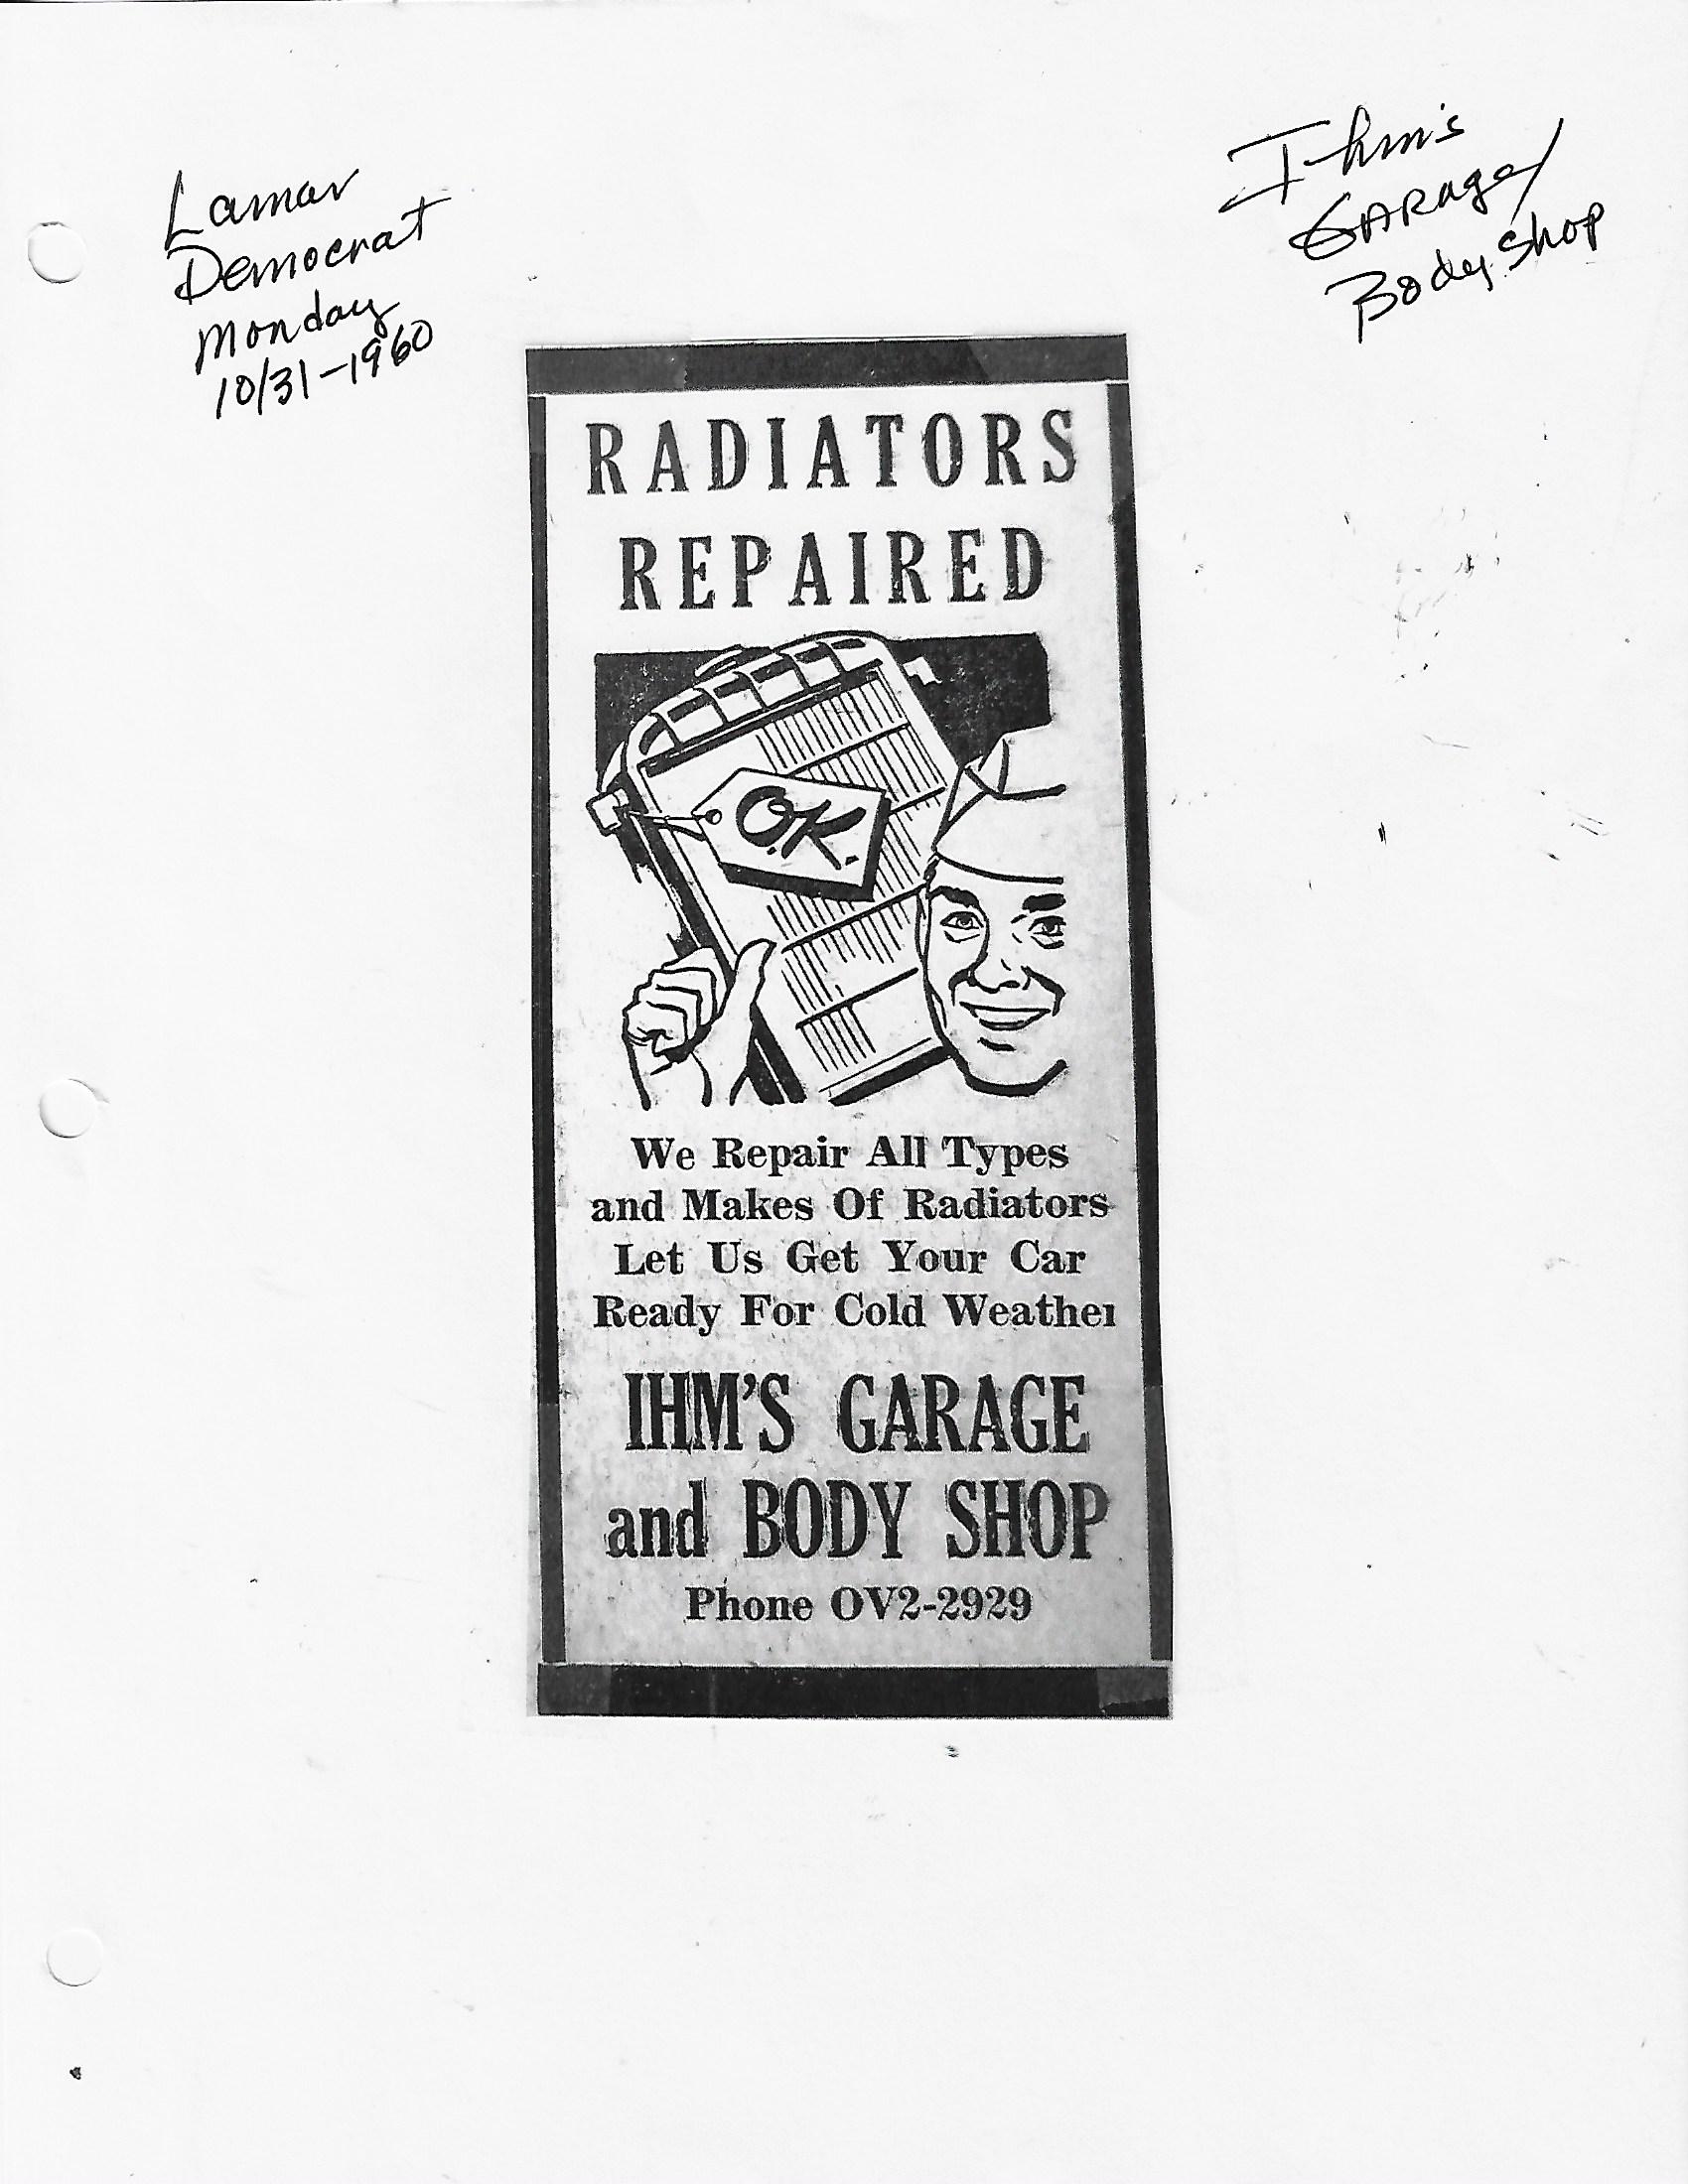 Lamar
Democrat
Monday
10/31-1960
Ihm's
GARage/
Body Shop
RADIATORS
REPAIRED
O.K.
We Repair All Types
and Makes Of Radiators
Let Us Get Your Car
Ready For Cold Weather
IHM'S GARAGE
and BODY SHOP
Phone OV2-2929